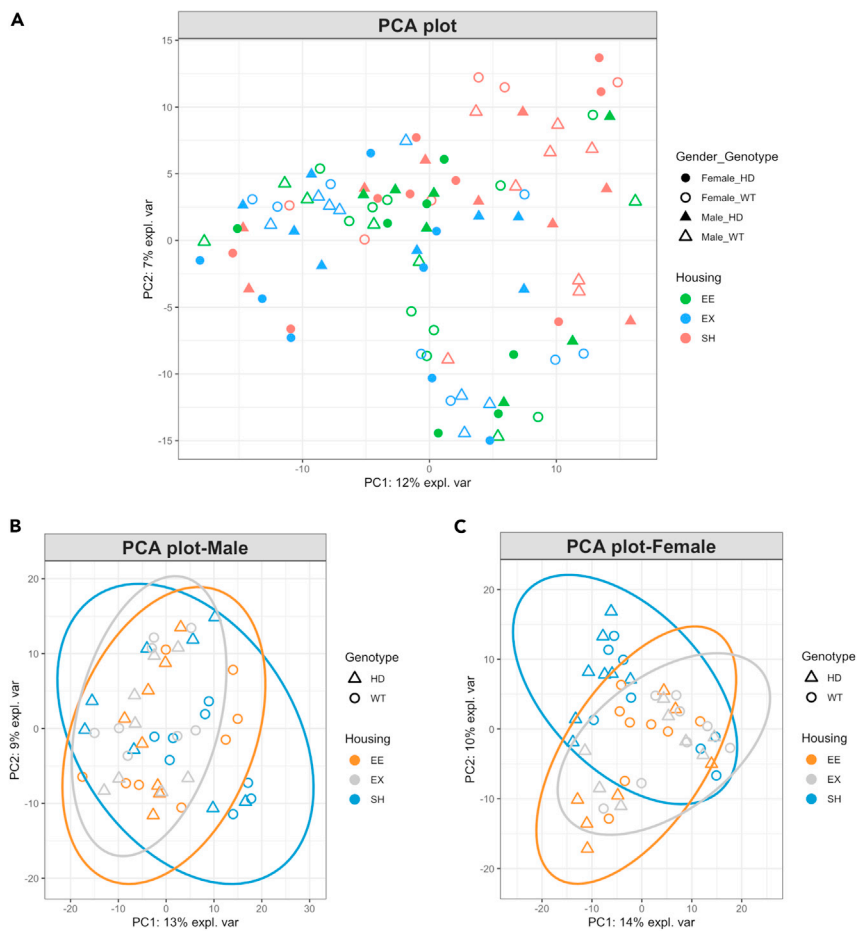 A
PCA plot
15
10
5
0
-5
-10
-15
PC2: 7% expl. var
-10
0
10
PC1: 12% expl. var
Gender_Genotype
Female_HD
Female_WT
Male_HD
Male_WT
Housing
EE
EX
SH
B
PCA plot-Male
20
10
0
-10
-20
PC2: 9% expl. var
-20
-10
0
10
20
30
PC1: 13% expl. var
Genotype
HD
WT
Housing
EE
EX
SH
C
PCA plot-Female
20
10
0
-10
-20
PC2: 10% expl. var
-20
-10
0
10
20
PC1: 14% expl. var
Genotype
HD
WT
Housing
EE
EX
SH